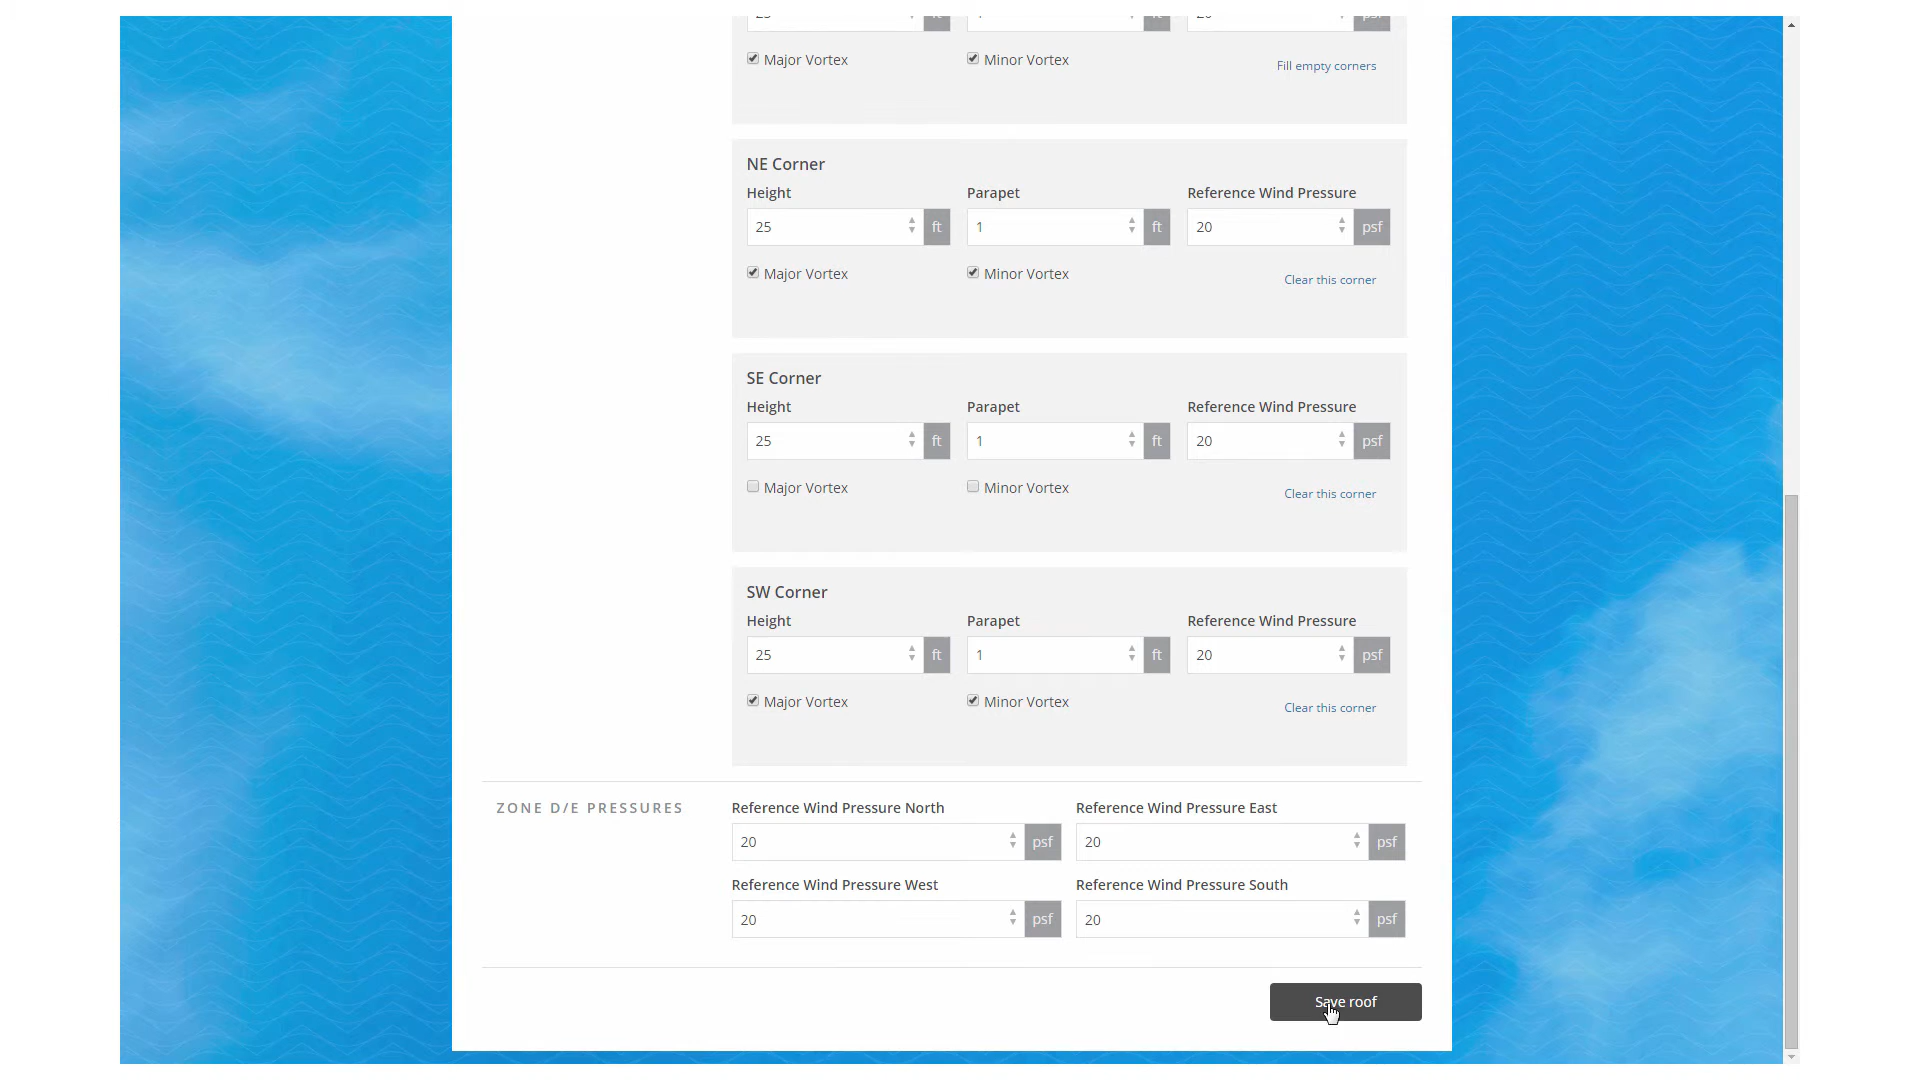 Major Vortex Minor Vortex Fill empty corners
NE Corner
Height Parapet Reference Wind Pressure
25 ft 1 ft 20 psf
Major Vortex Minor Vortex Clear this corner
SE Corner
Height Parapet Reference Wind Pressure
25 ft 1 ft 20 psf
Major Vortex Minor Vortex Clear this corner
SW Corner
Height Parapet Reference Wind Pressure
25 ft 1 ft 20 psf
Major Vortex Minor Vortex Clear this corner
ZONE D/E PRESSURES Reference Wind Pressure North Reference Wind Pressure East
20 psf 20 psf
Reference Wind Pressure West Reference Wind Pressure South
20 psf 20 psf
Save roof